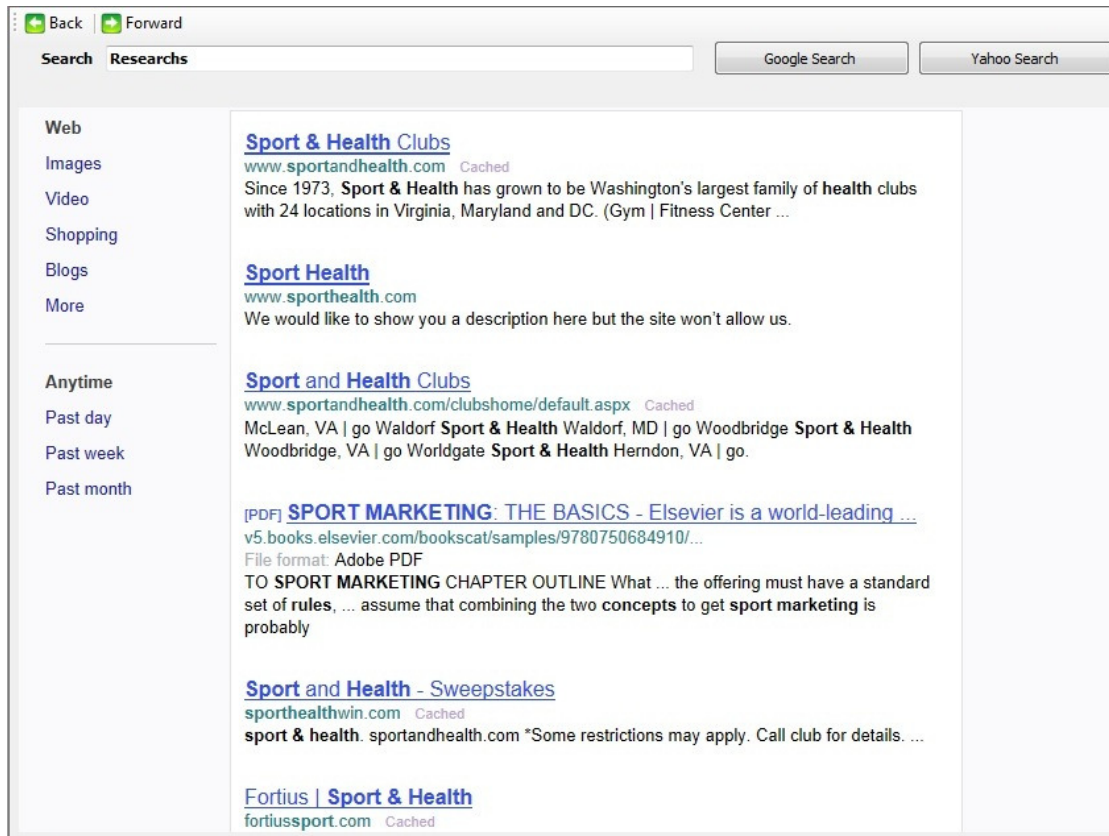 Back Forward
Search Researchs Google Search Yahoo Search
Web
Images
Video
Shopping
Blogs
More
Anytime
Past day
Past week
Past month
Sport & Health Clubs
www.sportandhealth.com Cached
Since 1973, Sport & Health has grown to be Washington's largest family of health clubs
with 24 locations in Virginia, Maryland and DC. (Gym | Fitness Center ...
Sport Health
www.sporthealth.com
We would like to show you a description here but the site won't allow us.
Sport and Health Clubs
www.sportandhealth.com/clubshome/default.aspx Cached
McLean, VA | go Waldorf Sport & Health Waldorf, MD | go Woodbridge Sport & Health
Woodbridge, VA | go Worldgate Sport & Health Herndon, VA | go.
[PDF] SPORT MARKETING: THE BASICS - Elsevier is a world-leading ...
v5.books.elsevier.com/bookscat/samples/9780750684910/...
File format: Adobe PDF
TO SPORT MARKETING CHAPTER OUTLINE What ... the offering must have a standard
set of rules, ... assume that combining the two concepts to get sport marketing is
probably
Sport and Health - Sweepstakes
sporthealthwin.com Cached
sport & health. sportandhealth.com *Some restrictions may apply. Call club for details. ...
Fortius | Sport & Health
fortiussport.com Cached